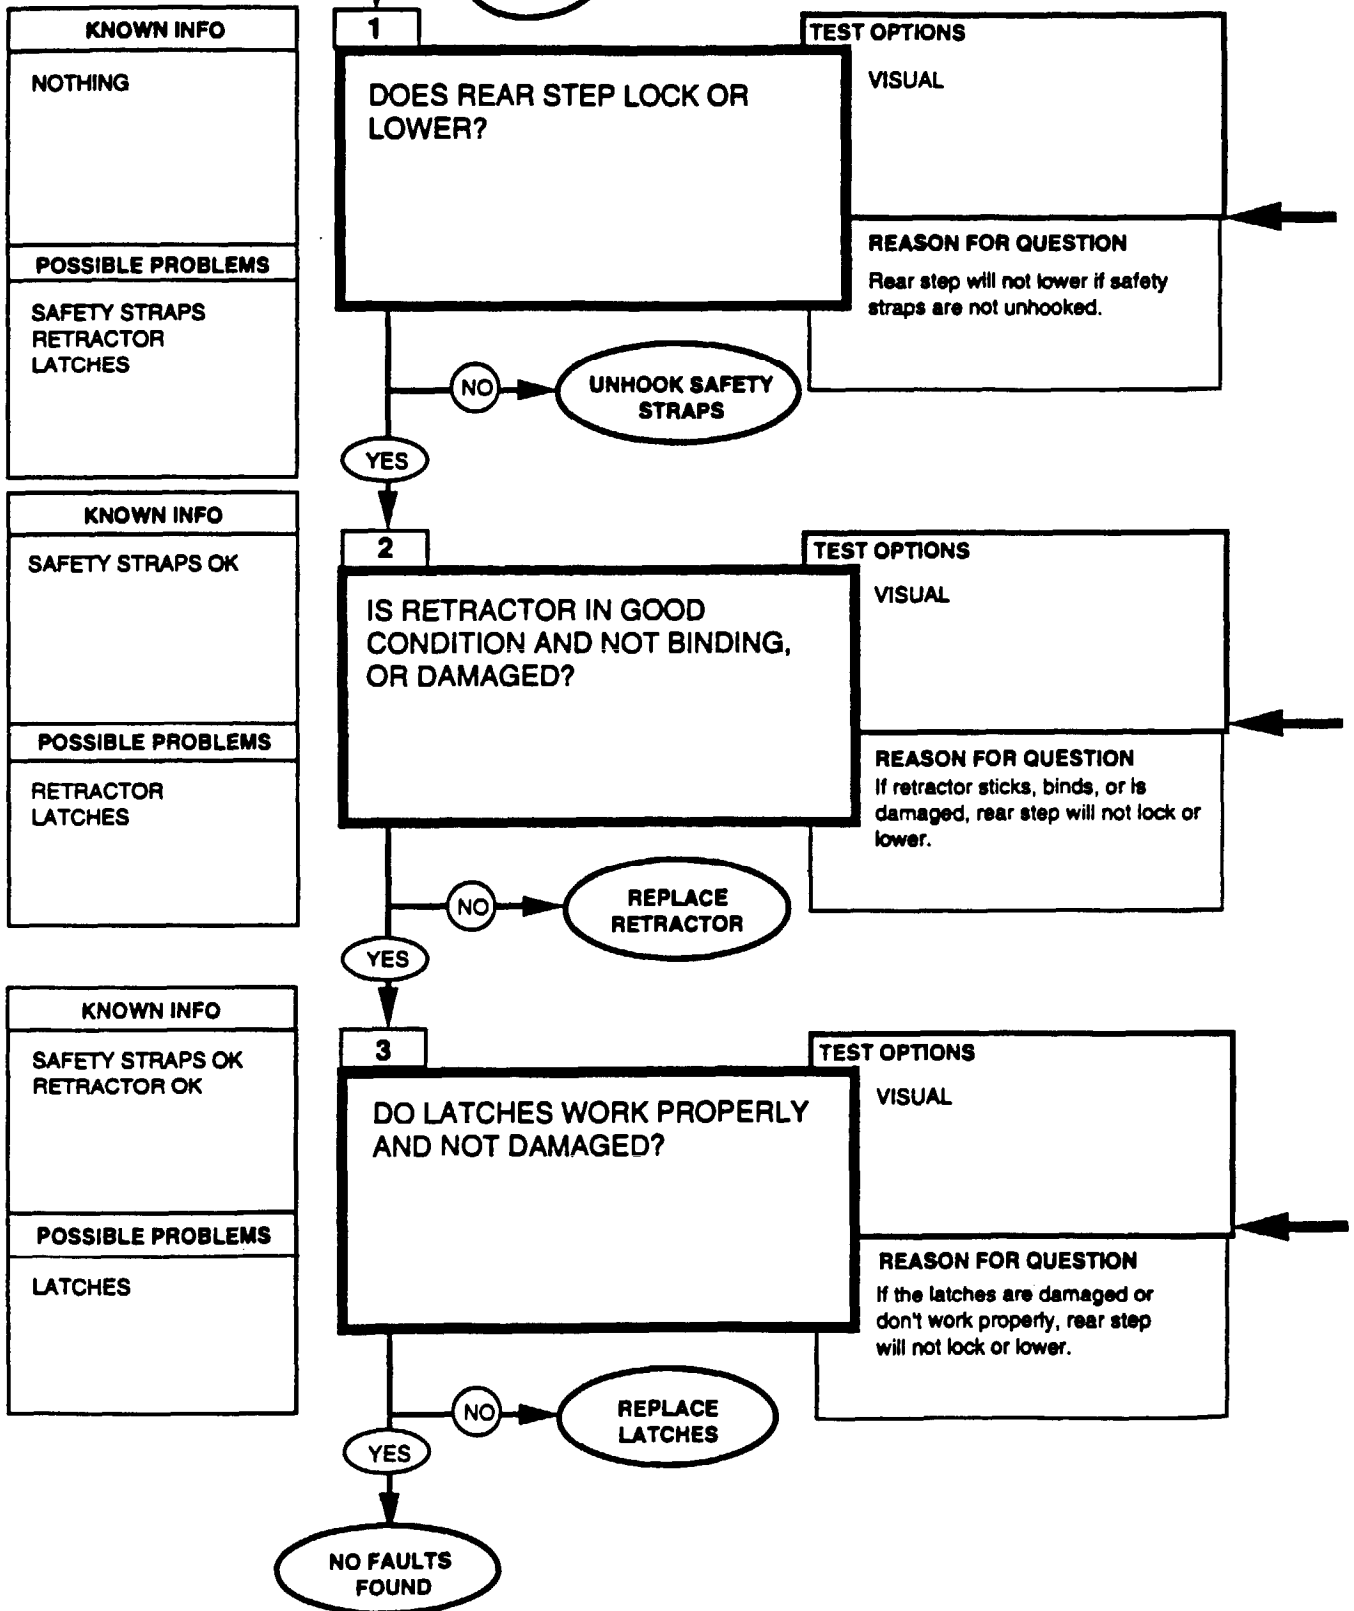 KNOWN INFO
NOTHING
POSSIBLE PROBLEMS
SAFETY STRAPS
RETRACTOR
LATCHES
1
DOES REAR STEP LOCK OR
LOWER?
TEST OPTIONS
VISUAL
REASON FOR QUESTION
Rear step will not lower if safety
straps are not unhooked.
NO
UNHOOK SAFETY
STRAPS
YES
KNOWN INFO
SAFETY STRAPS OK
POSSIBLE PROBLEMS
RETRACTOR
LATCHES
2
IS RETRACTOR IN GOOD
CONDITION AND NOT BINDING,
OR DAMAGED?
TEST OPTIONS
VISUAL
REASON FOR QUESTION
If retractor sticks, binds, or is
damaged, rear step will not lock or
lower.
NO
REPLACE
RETRACTOR
YES
KNOWN INFO
SAFETY STRAPS OK
RETRACTOR OK
POSSIBLE PROBLEMS
LATCHES
3
DO LATCHES WORK PROPERLY
AND NOT DAMAGED?
TEST OPTIONS
VISUAL
REASON FOR QUESTION
If the latches are damaged or
don't work properly, rear step
will not lock or lower.
NO
REPLACE
LATCHES
YES
NO FAULTS
FOUND